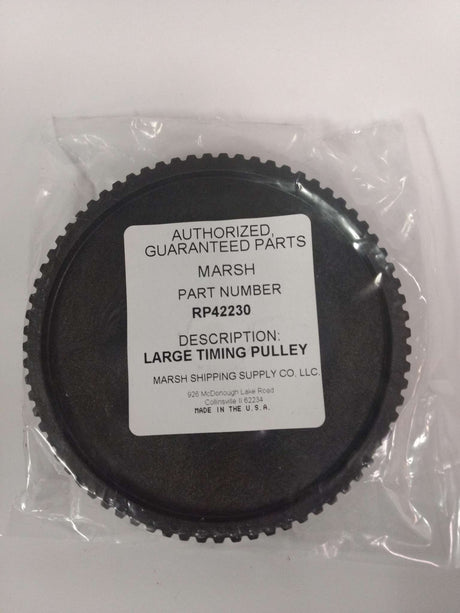 AUTHORIZED,
GUARANTEED PARTS
MARSH
PART NUMBER
RP42230
DESCRIPTION:
LARGE TIMING PULLEY
MARSH SHIPPING SUPPLY CO. LLC.
926 McDonough Lake Road
Collinsville Il 62234
MADE IN THE U.S.A.